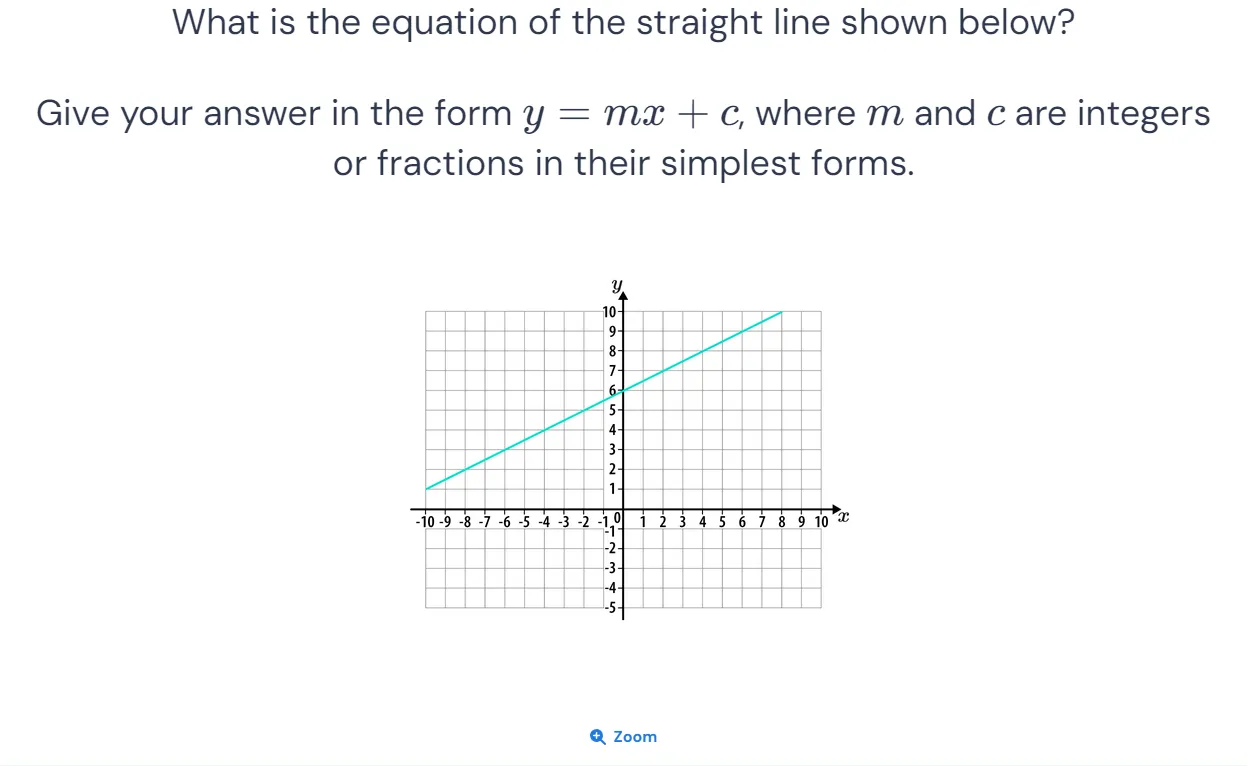 What is the equation of the straight line shown below?
Give your answer in the form y = mx + c, where m and c are integers
or fractions in their simplest forms.
y
10
9
8
7
6
5
4
3
2
1
-10 -9 -8 -7 -6 -5 -4 -3 -2 -1 0 1 2 3 4 5 6 7 8 9 10 x
-1
-2
-3
-4
-5
Zoom